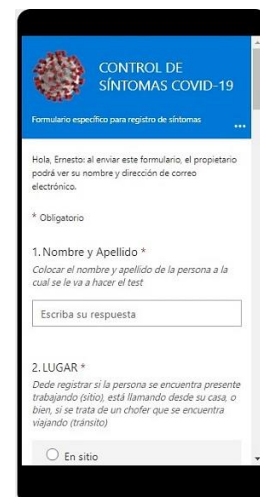 CONTROL DE
SÍNTOMAS COVID-19
Formulario específico para registro de síntomas
...
Hola, Ernesto: al enviar este formulario, el propietario
podrá ver su nombre y dirección de correo
electrónico.
* Obligatorio
1. Nombre y Apellido *
Colocar el nombre y apellido de la persona a la
cual se le va a hacer el test
Escriba su respuesta
2. LUGAR *
Dede registrar si la persona se encuentra presente
trabajando (sitio), está llamando desde su casa, o
bien, si se trata de un chofer que se encuentra
viajando (tránsito)
En sitio